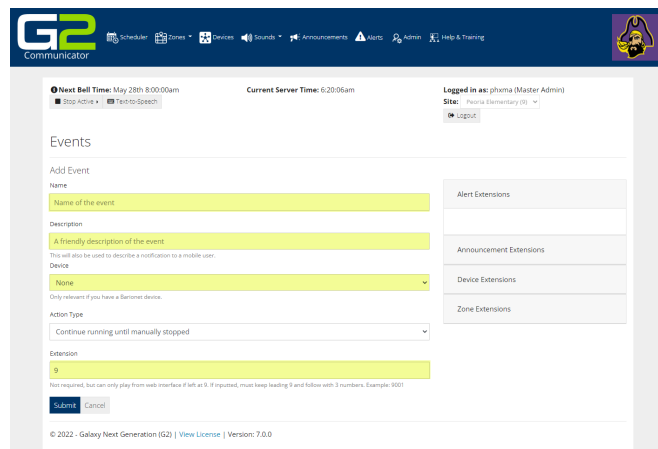 G2
Communicator
Scheduler Zones Devices Sounds Announcements Alerts Admin Help & Training
Next Bell Time: May 28th 8:00:00am
Current Server Time: 6:20:06am
Logged in as: phxma (Master Admin)
Stop Active Text-to-Speech
Site: Peoria Elementary (9)
Logout
Events
Add Event
Name
Name of the event
Description
A friendly description of the event
This will also be used to describe a notification to a mobile user.
Device
None
Only relevant if you have a Barionet device.
Action Type
Continue running until manually stopped
Extension
9
Not required, but can only play from web interface if left at 9. If inputted, must keep leading 9 and follow with 3 numbers. Example: 9001
Submit Cancel
Alert Extensions
Announcement Extensions
Device Extensions
Zone Extensions
© 2022 - Galaxy Next Generation (G2) | View License | Version: 7.0.0